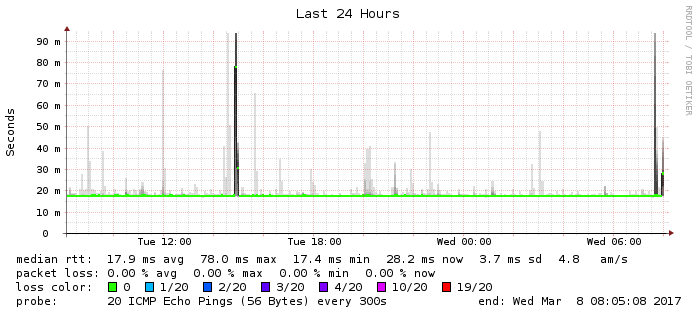 Last 24 Hours
RRDTOOL / TOBI OETIKER
Seconds
90 m
80 m
70 m
60 m
50 m
40 m
30 m
20 m
10 m
0
Tue 12:00 Tue 18:00 Wed 00:00 Wed 06:00
median rtt: 17.9 ms avg 78.0 ms max 17.4 ms min 28.2 ms now 3.7 ms sd 4.8 am/s
packet loss: 0.00 % avg 0.00 % max 0.00 % min 0.00 % now
loss color: 0 1/20 2/20 3/20 4/20 10/20 19/20
probe: 20 ICMP Echo Pings (56 Bytes) every 300s end: Wed Mar 8 08:05:08 2017